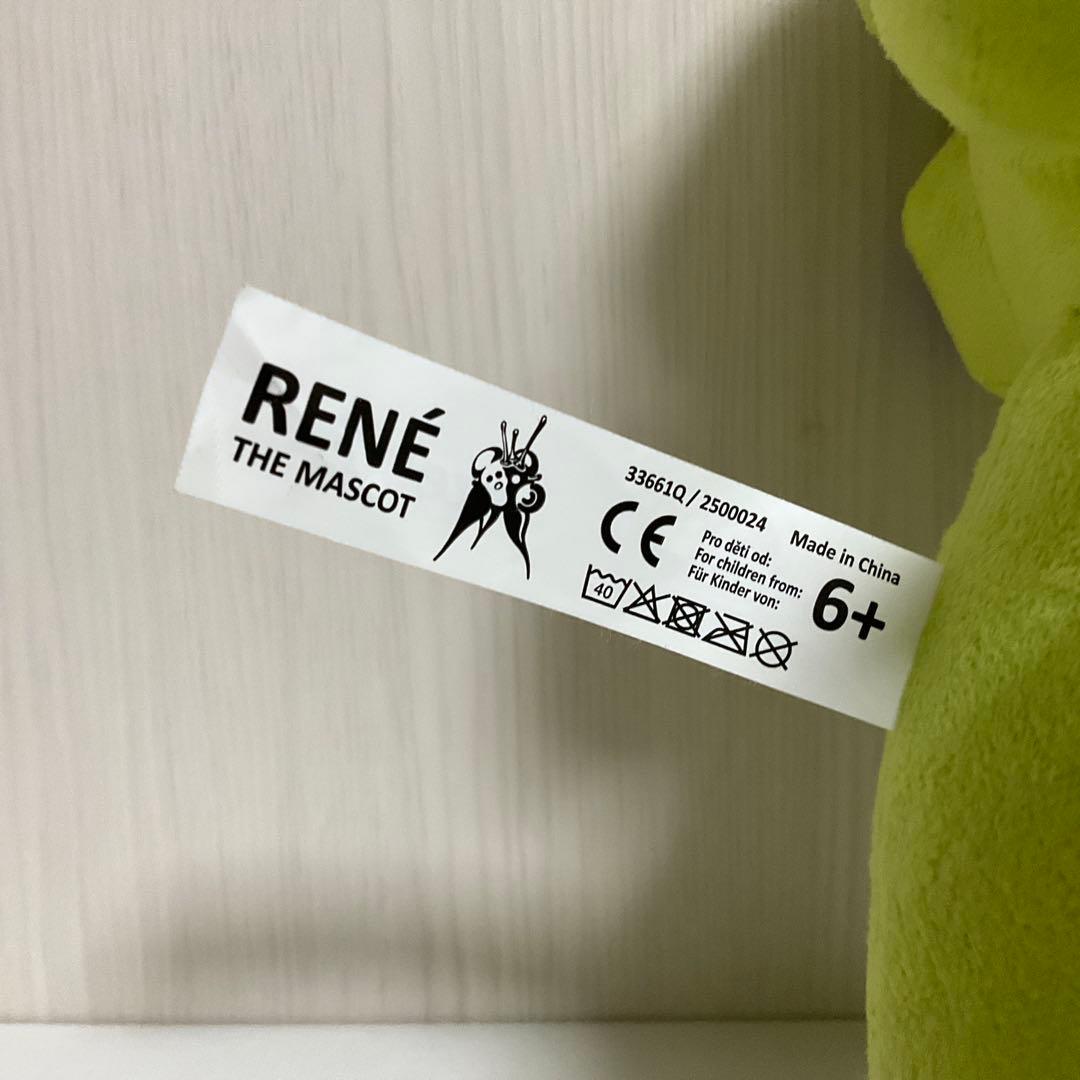 RENÉ
THE MASCOT
33661Q / 2500024
Made in China
CE
Pro děti od:
For children from:
Für Kinder von:
6+
40